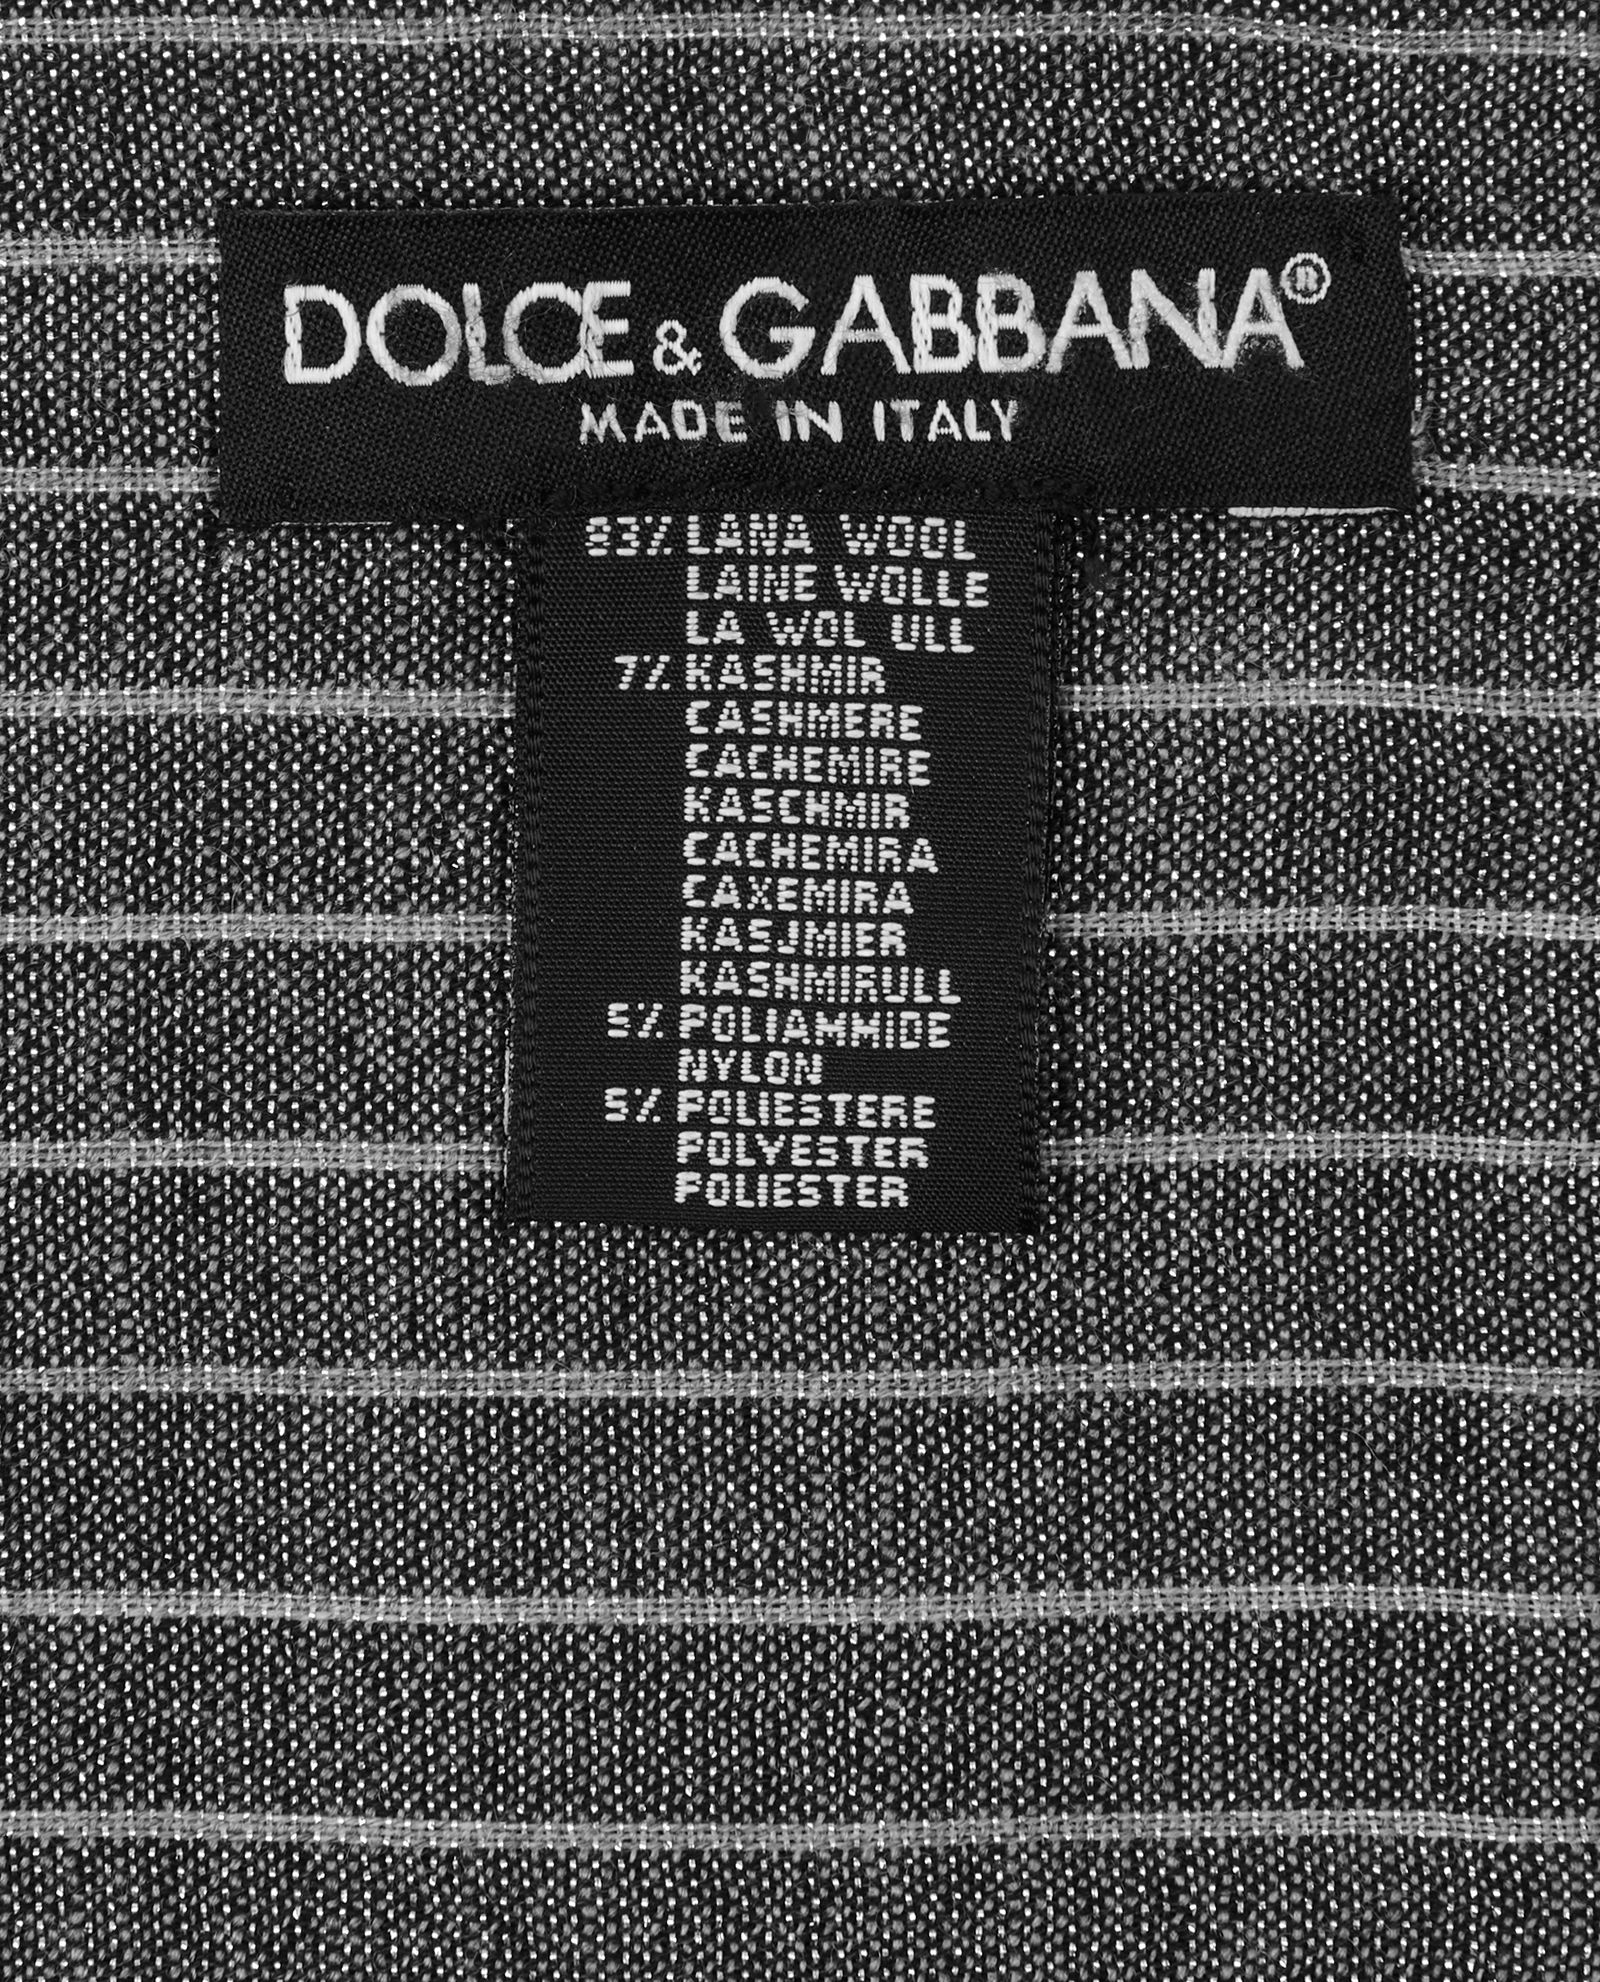 DOLCE & GABBANA®
MADE IN ITALY
83% LANA WOOL
LAINE WOLLE
LA WOL ULL
7% KASHMIR
CASHMERE
CACHEMIRE
KASCHMIR
CACHEMIRA
CAXEMIRA
KASJMIER
KASHMIRULL
5% POLIAMMIDE
NYLON
5% POLIESTERE
POLYESTER
POLIESTER